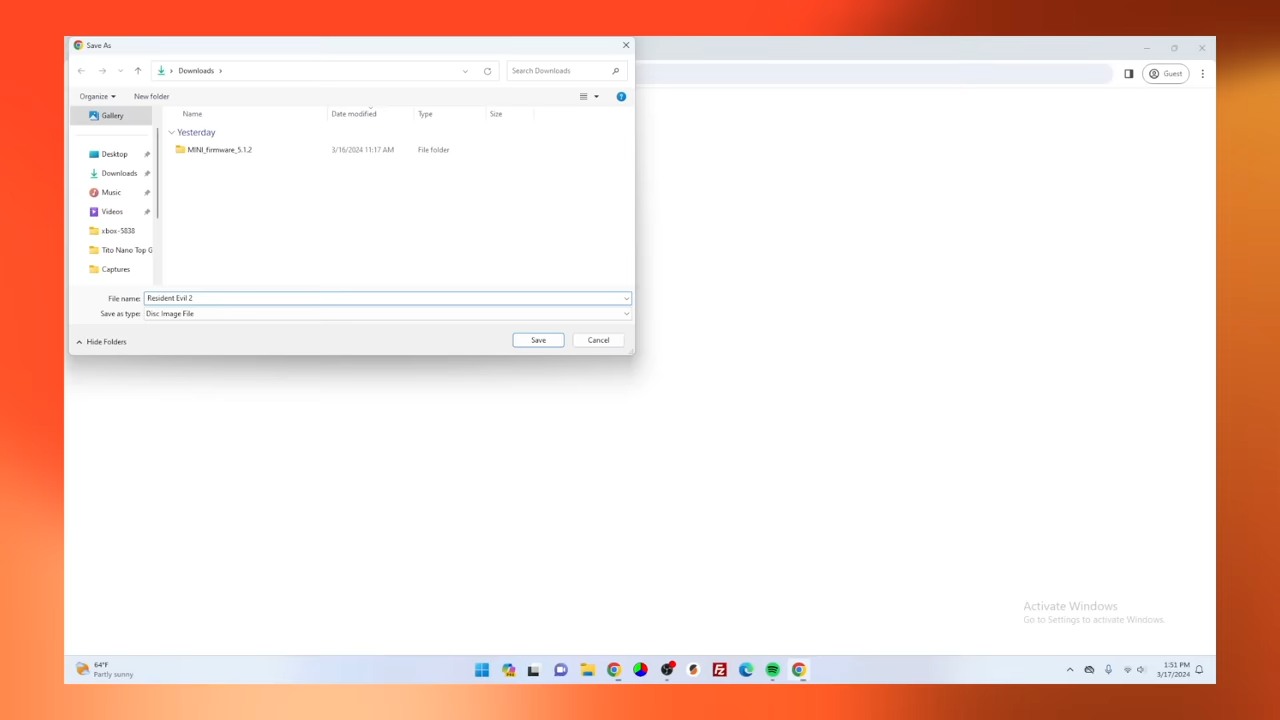 Save As
Downloads
Search Downloads
Guest
Organize
New folder
Gallery
Name
Date modified
Type
Size
Yesterday
MINI_firmware_5.1.2
3/16/2024 11:17 AM
File folder
Desktop
Downloads
Music
Videos
xbox-5838
Tito Nano Top G
Captures
File name:
Resident Evil 2
Save as type:
Disc Image File
Hide Folders
Save
Cancel
Activate Windows
Go to Settings to activate Windows.
64°F
Partly sunny
1:51 PM
3/17/2024